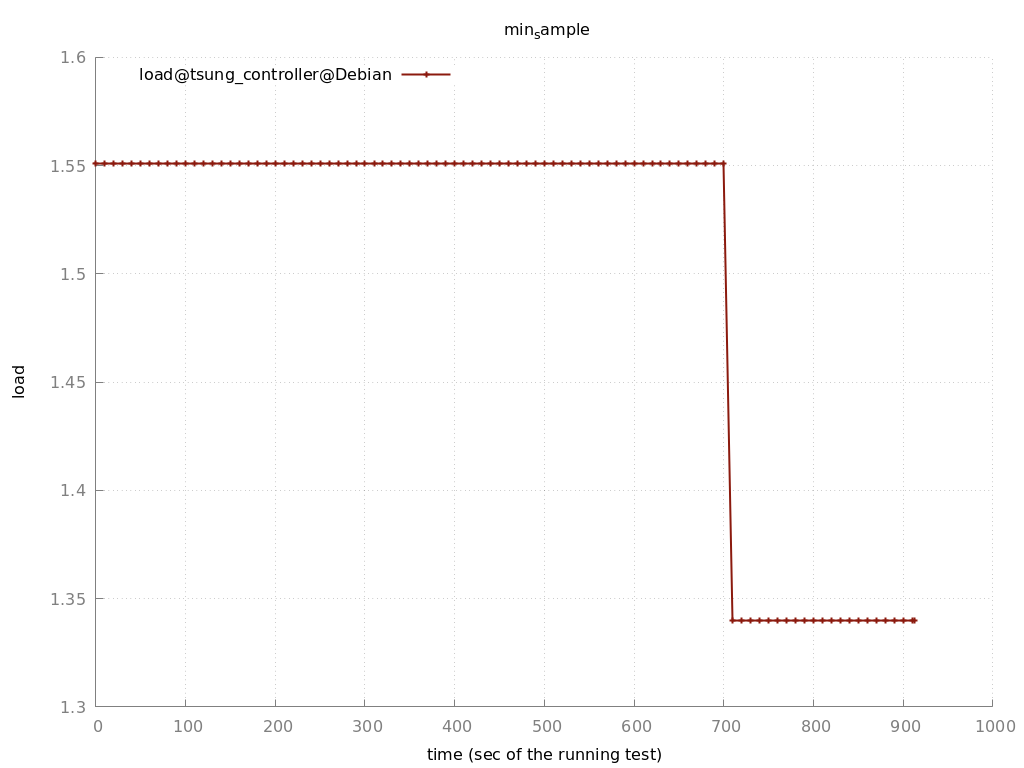 min_sample
1.6
load@tsung_controller@Debian
1.55
1.5
1.45
load
1.4
1.35
1.3
0 100 200 300 400 500 600 700 800 900 1000
time (sec of the running test)